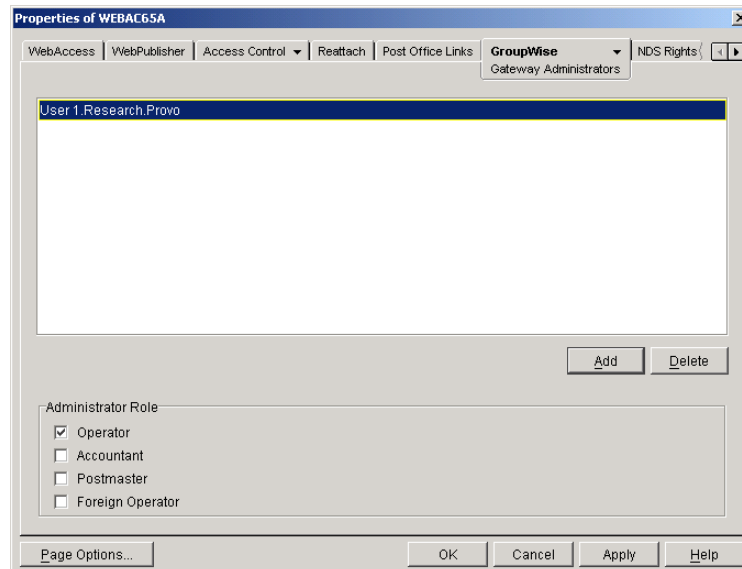 Properties of WEBAC65A
WebAccess WebPublisher Access Control Reattach Post Office Links GroupWise NDS Rights
Gateway Administrators
User 1.Research.Provo
Add Delete
Administrator Role
Operator
Accountant
Postmaster
Foreign Operator
Page Options... OK Cancel Apply Help